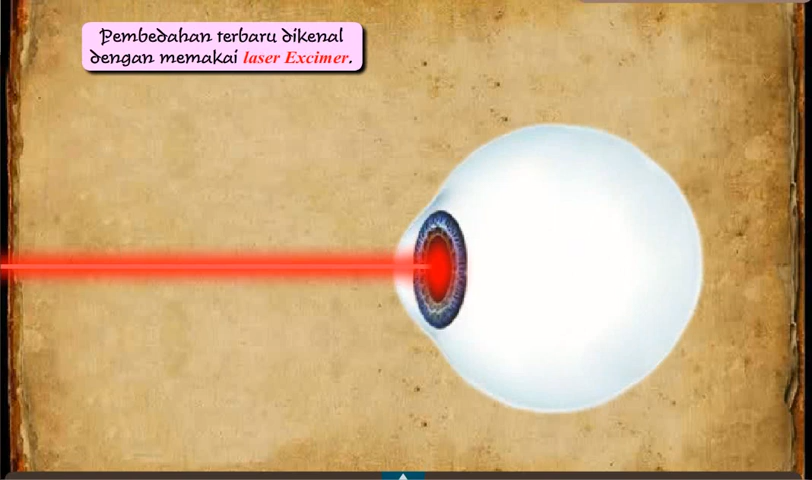 Pembedahan terbaru dikenal
dengan memakai laser Excimer.